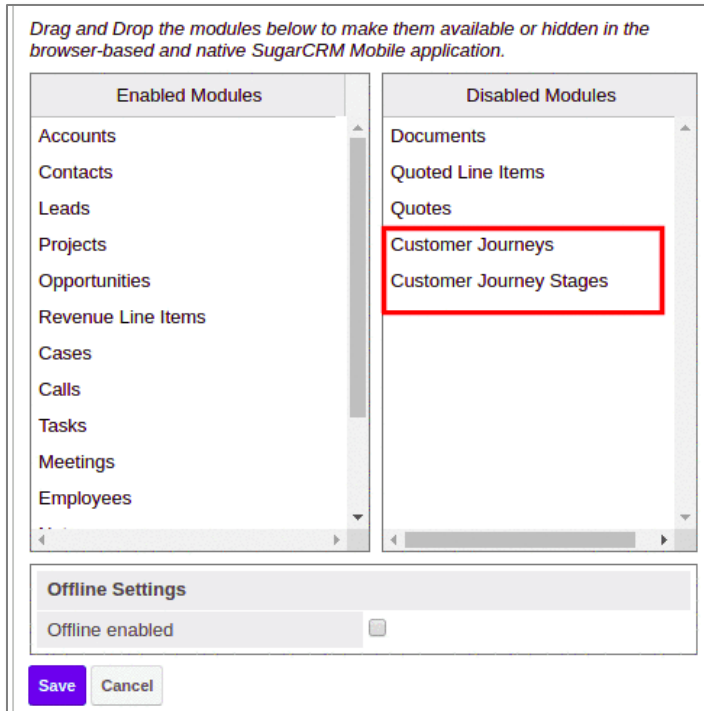 Drag and Drop the modules below to make them available or hidden in the
browser-based and native SugarCRM Mobile application.
Enabled Modules
Accounts
Contacts
Leads
Projects
Opportunities
Revenue Line Items
Cases
Calls
Tasks
Meetings
Employees
Disabled Modules
Documents
Quoted Line Items
Quotes
Customer Journeys
Customer Journey Stages
Offline Settings
Offline enabled
Save Cancel